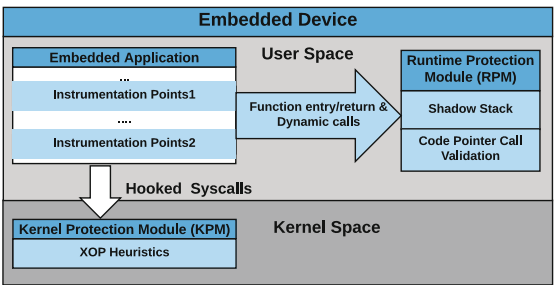 Embedded Device
User Space
Embedded Application
...
Instrumentation Points1
....
Instrumentation Points2
Function entry/return &
Dynamic calls
Runtime Protection
Module (RPM)
Shadow Stack
Code Pointer Call
Validation
Hooked Syscalls
Kernel Space
Kernel Protection Module (KPM)
XOP Heuristics